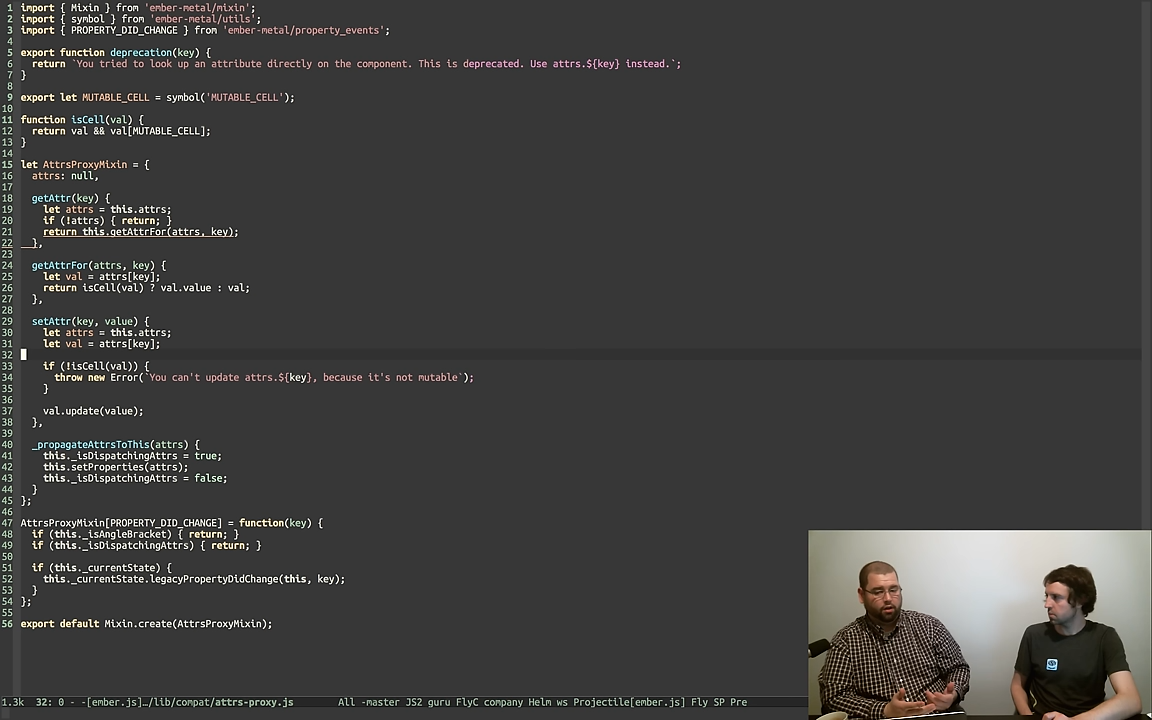 1 import { Mixin } from 'ember-metal/mixin';
2 import { symbol } from 'ember-metal/utils';
3 import { PROPERTY_DID_CHANGE } from 'ember-metal/property_events';
4
5 export function deprecation(key) {
6   return `You tried to look up an attribute directly on the component. This is deprecated. Use attrs.${key} instead.`;
7 }
8
9 export let MUTABLE_CELL = symbol('MUTABLE_CELL');
10
11 function isCell(val) {
12   return val && val[MUTABLE_CELL];
13 }
14
15 let AttrsProxyMixin = {
16   attrs: null,
17
18   getAttr(key) {
19     let attrs = this.attrs;
20     if (!attrs) { return; }
21     return this.getAttrFor(attrs, key);
22   },
23
24   getAttrFor(attrs, key) {
25     let val = attrs[key];
26     return isCell(val) ? val.value : val;
27   },
28
29   setAttr(key, value) {
30     let attrs = this.attrs;
31     let val = attrs[key];
32
33     if (!isCell(val)) {
34       throw new Error(`You can't update attrs.${key}, because it's not mutable`);
35     }
36
37     val.update(value);
38   },
39
40   _propagateAttrsToThis(attrs) {
41     this._isDispatchingAttrs = true;
42     this.setProperties(attrs);
43     this._isDispatchingAttrs = false;
44   }
45 };
46
47 AttrsProxyMixin[PROPERTY_DID_CHANGE] = function(key) {
48   if (this._isAngleBracket) { return; }
49   if (this._isDispatchingAttrs) { return; }
50
51   if (this._currentState) {
52     this._currentState.legacyPropertyDidChange(this, key);
53   }
54 };
55
56 export default Mixin.create(AttrsProxyMixin);
1.3k  32: 0 - -[ember.js]…/lib/compat/attrs-proxy.js  All -master JS2 guru FlyC company Helm ws Projectile[ember.js] Fly SP Pre